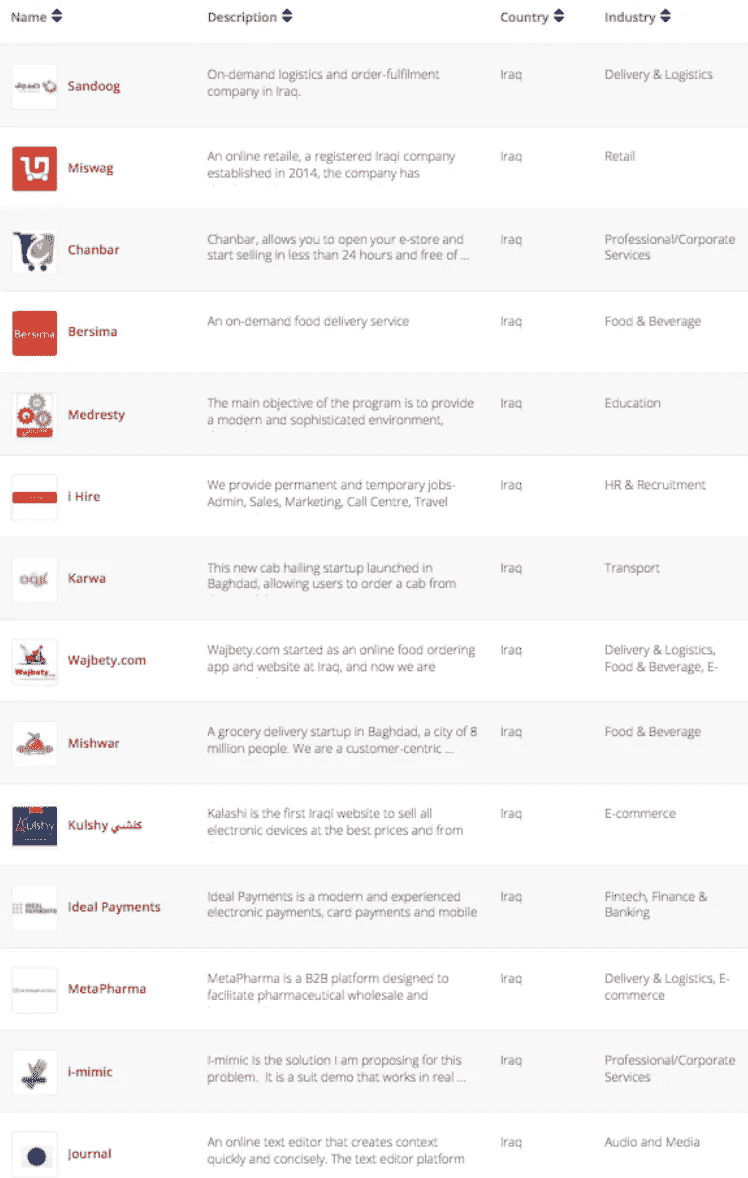 Name Description Country Industry
Sandoog
On-demand logistics and order-fulfilment
company in Iraq.
Iraq
Delivery & Logistics
Miswag
An online retaile, a registered Iraqi company
established in 2014, the company has
Iraq
Retail
Chanbar
Chanbar, allows you to open your e-store and
start selling in less than 24 hours and free of ...
Iraq
Professional/Corporate
Services
Bersima
Bersima
An on-demand food delivery service
Iraq
Food & Beverage
Medresty
The main objective of the program is to provide
a modern and sophisticated environment,
Iraq
Education
i Hire
We provide permanent and temporary jobs-
Admin, Sales, Marketing, Call Centre, Travel
Iraq
HR & Recruitment
Karwa
This new cab hailing startup launched in
Baghdad, allowing users to order a cab from
Iraq
Transport
Wajbety
Wajbety.com
Wajbety.com started as an online food ordering
app and website at Iraq, and now we are
Iraq
Delivery & Logistics,
Food & Beverage, E-
Mishwar
A grocery delivery startup in Baghdad, a city of 8
million people. We are a customer-centric ...
Iraq
Food & Beverage
Kulshy
Kulshy كلشي
Kalashi is the first Iraqi website to sell all
electronic devices at the best prices and from
Iraq
E-commerce
IDEAL
PAYMENTS
Ideal Payments
Ideal Payments is a modern and experienced
electronic payments, card payments and mobile
Iraq
Fintech, Finance &
Banking
MetaPharma
MetaPharma is a B2B platform designed to
facilitate pharmaceutical wholesale and
Iraq
Delivery & Logistics, E-
commerce
i-mimic
I-mimic Is the solution I am proposing for this
problem. It is a suit demo that works in real ...
Iraq
Professional/Corporate
Services
Journal
An online text editor that creates context
quickly and concisely. The text editor platform
Iraq
Audio and Media